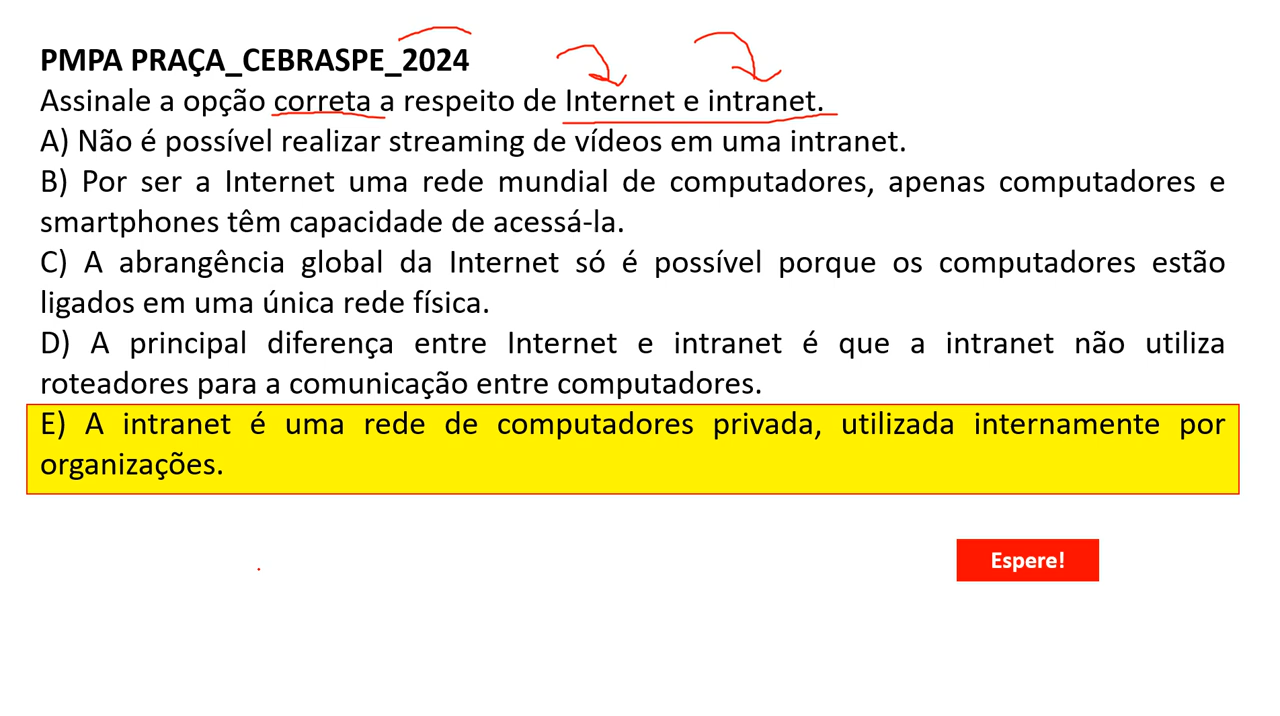 PMPA PRAÇA_CEBRASPE_2024
Assinale a opção correta a respeito de Internet e intranet.
A) Não é possível realizar streaming de vídeos em uma intranet.
B) Por ser a Internet uma rede mundial de computadores, apenas computadores e
smartphones têm capacidade de acessá-la.
C) A abrangência global da Internet só é possível porque os computadores estão
ligados em uma única rede física.
D) A principal diferença entre Internet e intranet é que a intranet não utiliza
roteadores para a comunicação entre computadores.
E) A intranet é uma rede de computadores privada, utilizada internamente por
organizações.
Espere!